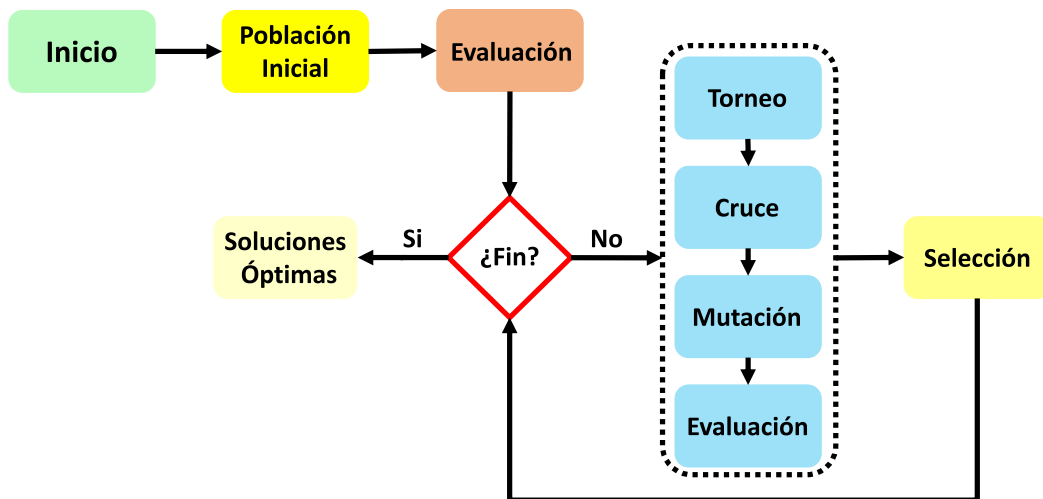 Inicio
Población
Inicial
Evaluación
Torneo
Cruce
Mutación
Evaluación
Selección
¿Fin?
Si
No
Soluciones
Óptimas